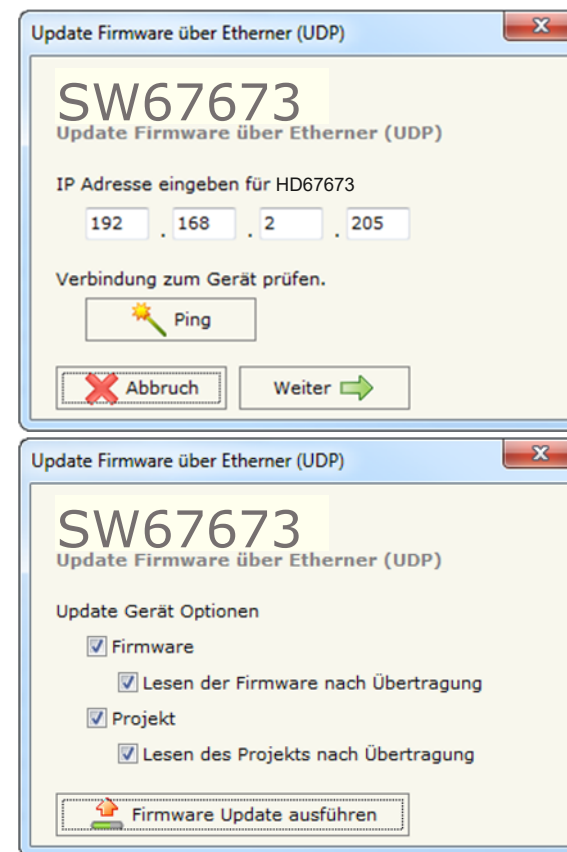 Update Firmware über Etherner (UDP)
SW67673
Update Firmware über Etherner (UDP)
IP Adresse eingeben für HD67673
192 . 168 . 2 . 205
Verbindung zum Gerät prüfen.
Ping
Abbruch Weiter
Update Firmware über Etherner (UDP)
SW67673
Update Firmware über Etherner (UDP)
Update Gerät Optionen
Firmware
Lesen der Firmware nach Übertragung
Projekt
Lesen des Projekts nach Übertragung
Firmware Update ausführen